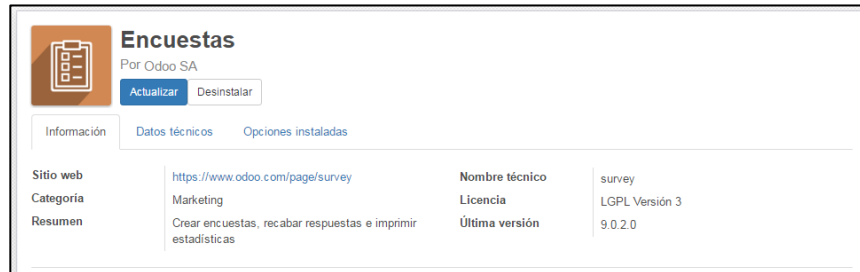 Encuestas
Por Odoo SA
Actualizar Desinstalar
Información Datos técnicos Opciones instaladas
Sitio web https://www.odoo.com/page/survey Nombre técnico survey
Categoría Marketing Licencia LGPL Versión 3
Resumen Crear encuestas, recabar respuestas e imprimir Última versión 9.0.2.0
estadísticas